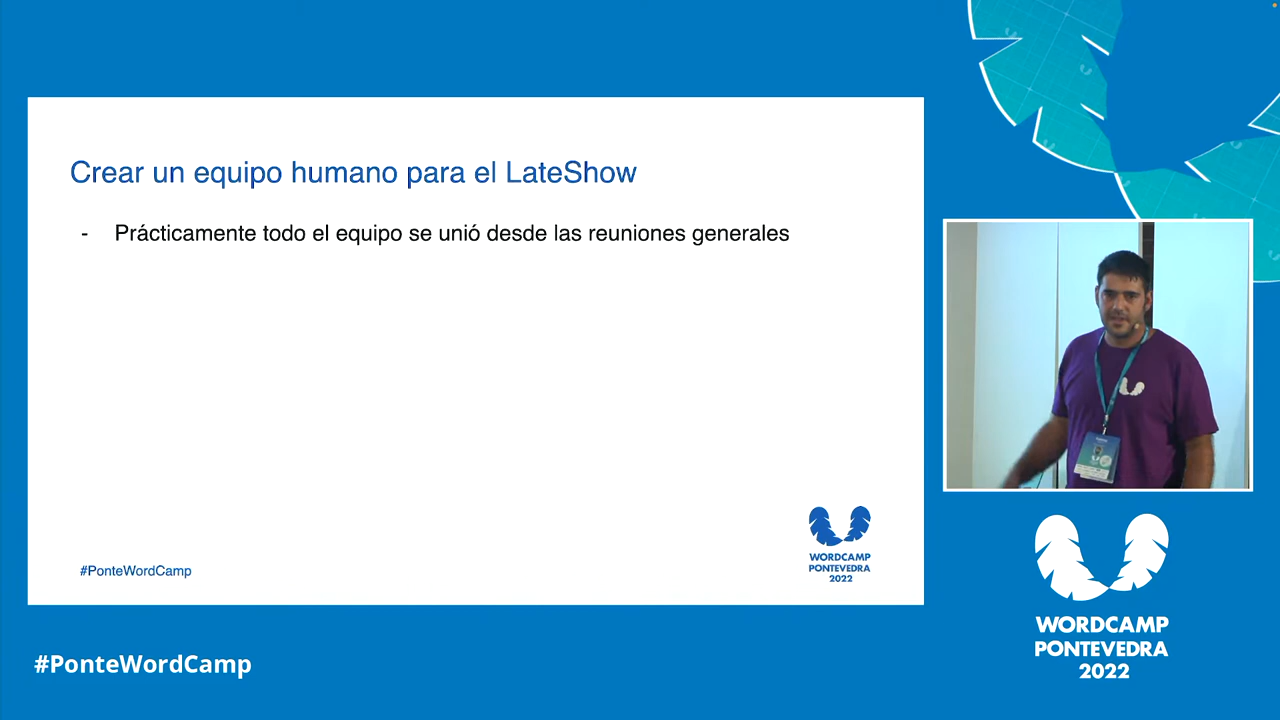 Crear un equipo humano para el LateShow
- Prácticamente todo el equipo se unió desde las reuniones generales
#PonteWordCamp
WORDCAMP
PONTEVEDRA
2022
#PonteWordCamp
WORDCAMP
PONTEVEDRA
2022